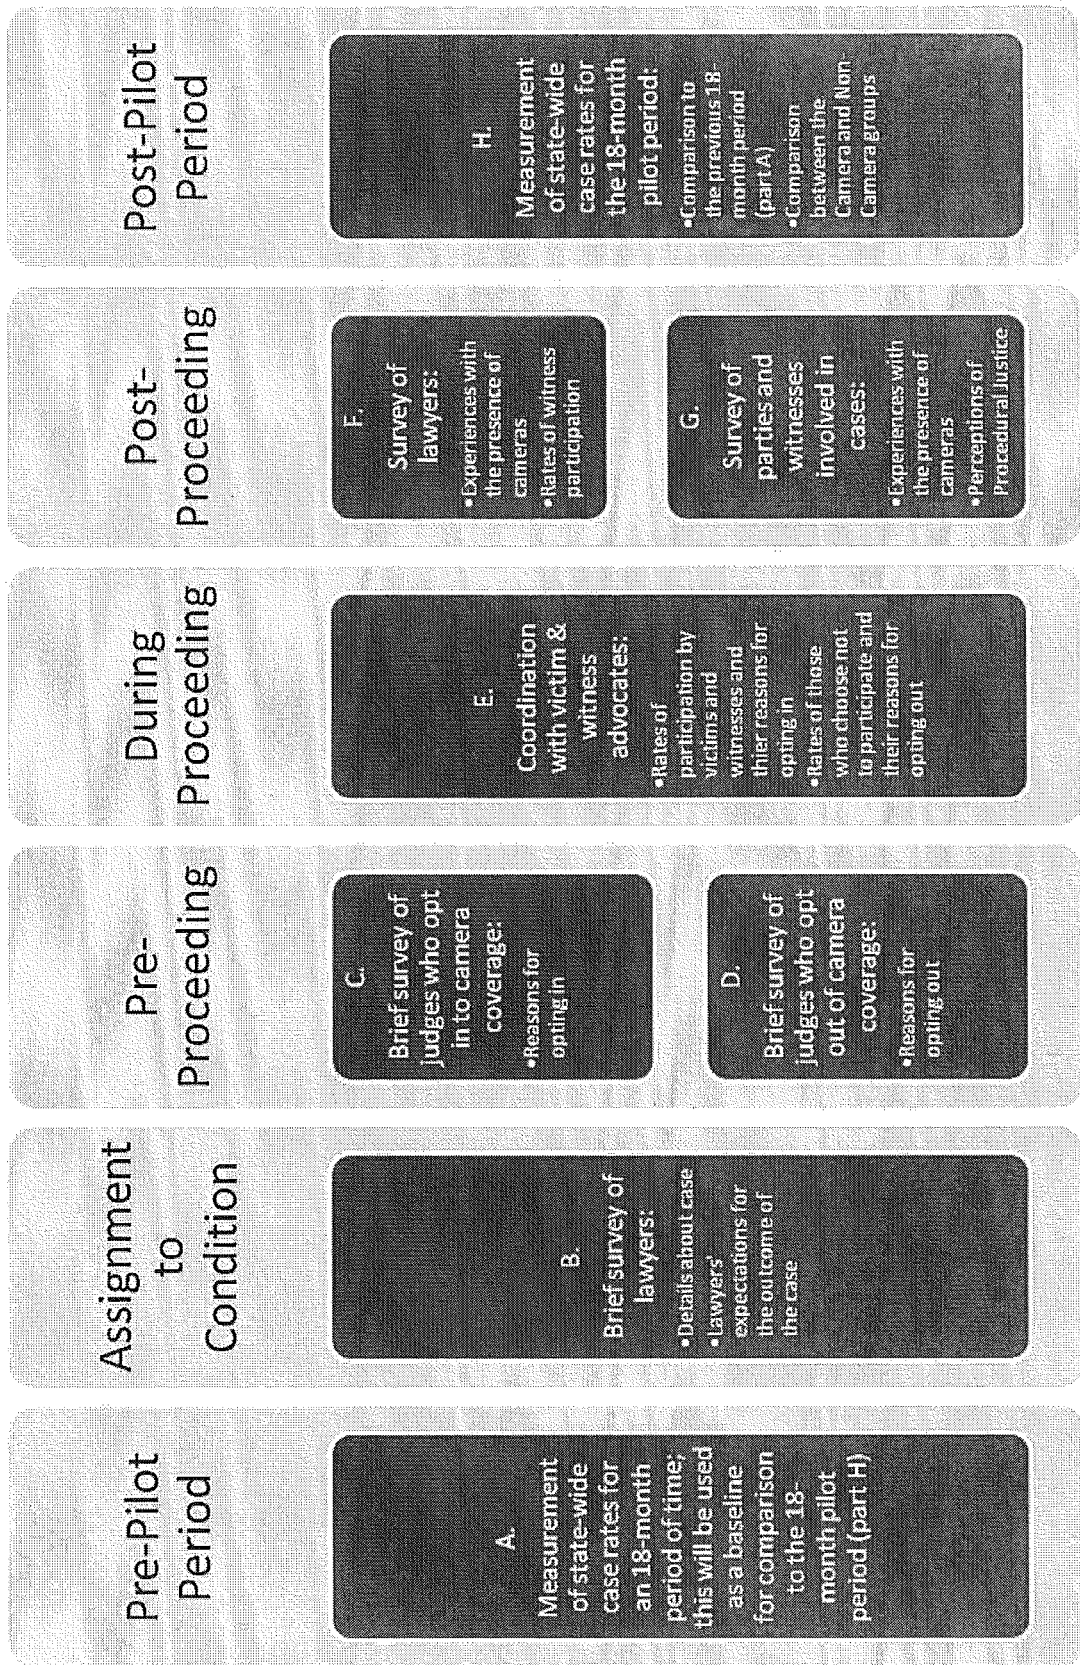 Pre-Pilot
Period
A.
Measurement
of state-wide
case rates for
an 18-month
period of time;
this will be used
as a baseline
for comparison
to the 18-
month pilot
period (part H)
Assignment
to
Condition
B.
Brief survey of
lawyers:
•Details about case
•Lawyers'
expectations for
the outcome of
the case
Pre-
Proceeding
C.
Brief survey of
judges who opt
in to camera
coverage:
•Reasons for
opting in
D.
Brief survey of
judges who opt
out of camera
coverage:
•Reasons for
opting out
During
Proceeding
E.
Coordination
with victim &
witness
advocates:
•Rates of
participation by
victims and
witnesses and
thier reasons for
opting in
•Rates of those
who choose not
to participate and
their reasons for
opting out
Post-
Proceeding
F.
Survey of
lawyers:
•Experiences with
the presence of
cameras
•Rates of witness
participation
G.
Survey of
parties and
witnesses
involved in
cases:
•Experiences with
the presence of
cameras
•Perceptions of
Procedural Justice
Post-Pilot
Period
H.
Measurement
of state-wide
case rates for
the 18-month
pilot period:
•Comparison to
the previous 18-
month period
(part A)
•Comparison
between the
Camera and Non
Camera groups